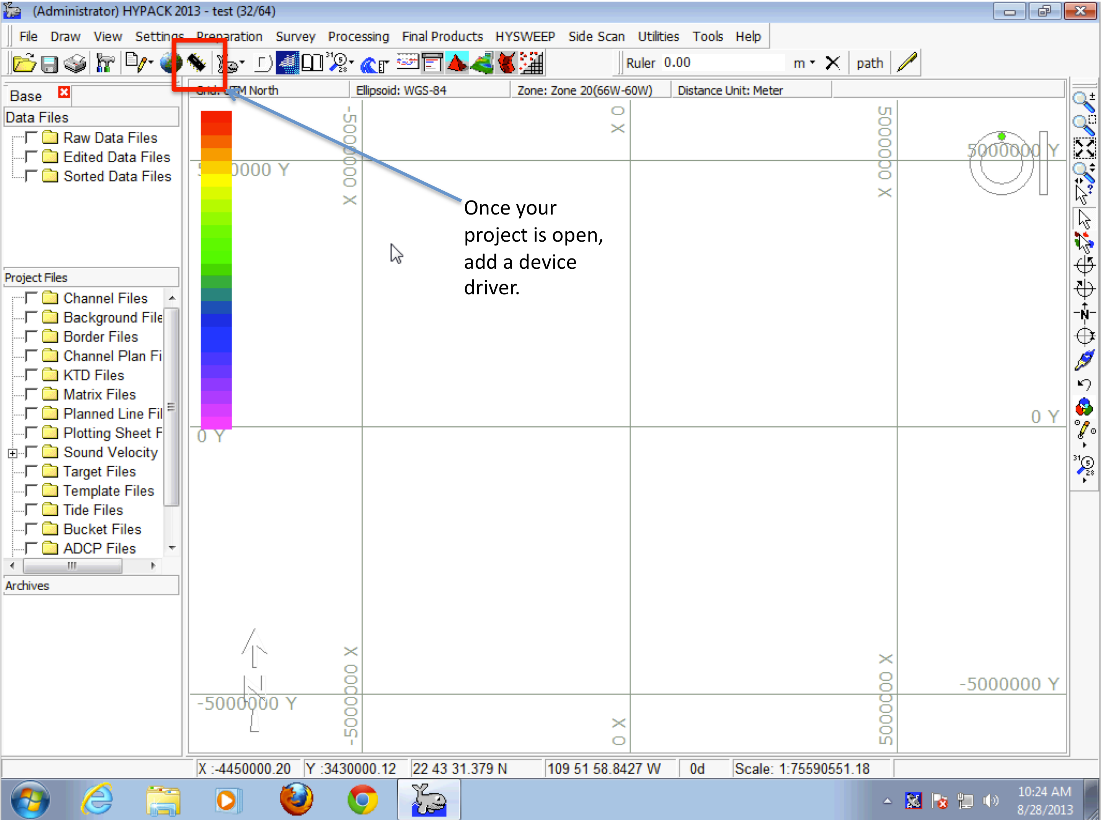 (Administrator) HYPACK 2013 - test (32/64)
File Draw View Settings Preparation Survey Processing Final Products HYSWEEP Side Scan Utilities Tools Help
Ruler 0.00 m path
Base
Grid: UTM North Ellipsoid: WGS-84 Zone: Zone 20(66W-60W) Distance Unit: Meter
Data Files
Raw Data Files
Edited Data Files
Sorted Data Files
Project Files
Channel Files
Background File
Border Files
Channel Plan Fi
KTD Files
Matrix Files
Planned Line Fil
Plotting Sheet F
Sound Velocity
Target Files
Template Files
Tide Files
Bucket Files
ADCP Files
Archives
-5000000 X
0 X
5000000 X
5000000 Y
Once your
project is open,
add a device
driver.
0 Y
0 Y
N
-5000000 X
0 X
5000000 X
-5000000 Y
-5000000 Y
X :-4450000.20 Y :3430000.12 22 43 31.379 N 109 51 58.8427 W 0d Scale: 1:75590551.18
10:24 AM
8/28/2013